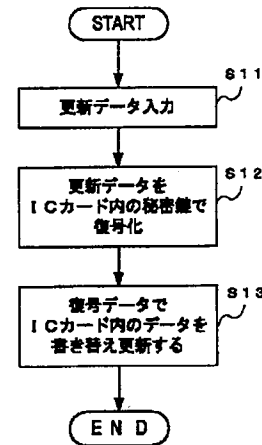 START
S11
更新データ入力
S12
更新データを
ICカード内の秘密鍵で
復号化
S13
復号データで
ICカード内のデータを
書き替え更新する
END